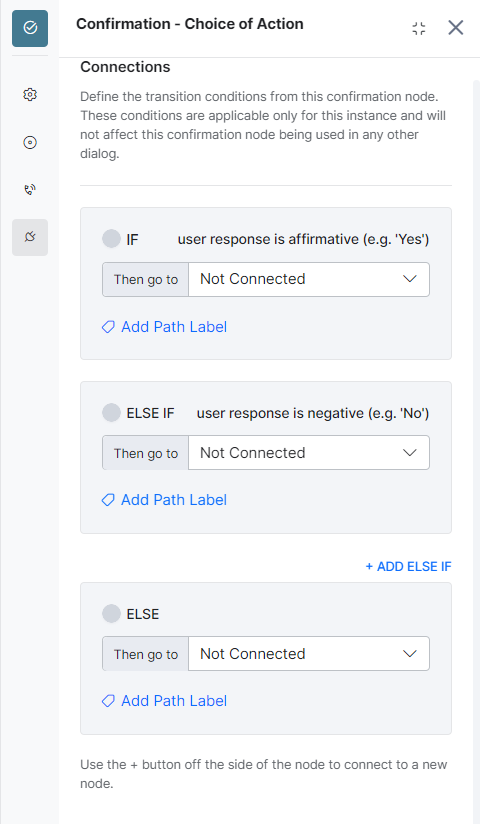 Confirmation - Choice of Action
Connections
Define the transition conditions from this confirmation node.
These conditions are applicable only for this instance and will
not affect this confirmation node being used in any other
dialog.
IF user response is affirmative (e.g. 'Yes')
Then go to Not Connected
Add Path Label
ELSE IF user response is negative (e.g. 'No')
Then go to Not Connected
Add Path Label
+ ADD ELSE IF
ELSE
Then go to Not Connected
Add Path Label
Use the + button off the side of the node to connect to a new
node.